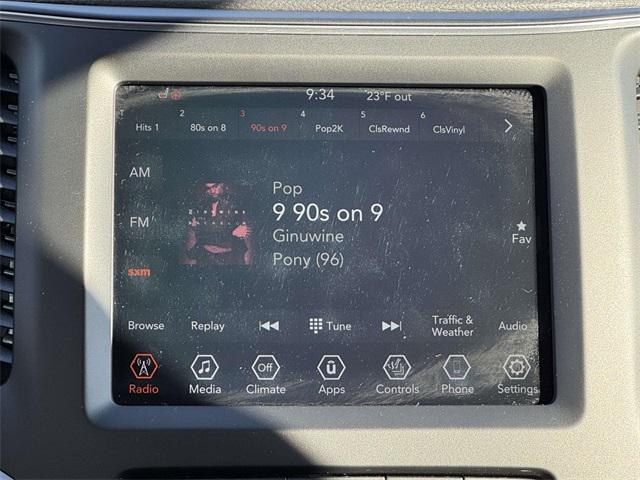 9:34 23°F out
1 2 3 4 5 6
Hits 1 80s on 8 90s on 9 Pop2K ClsRewnd ClsVinyl
AM
FM
sxm
GINUWINE
Pop
9 90s on 9
Ginuwine
Pony (96)
Fav
Browse Replay Tune Traffic & Weather Audio
Off ū
Radio Media Climate Apps Controls Phone Settings